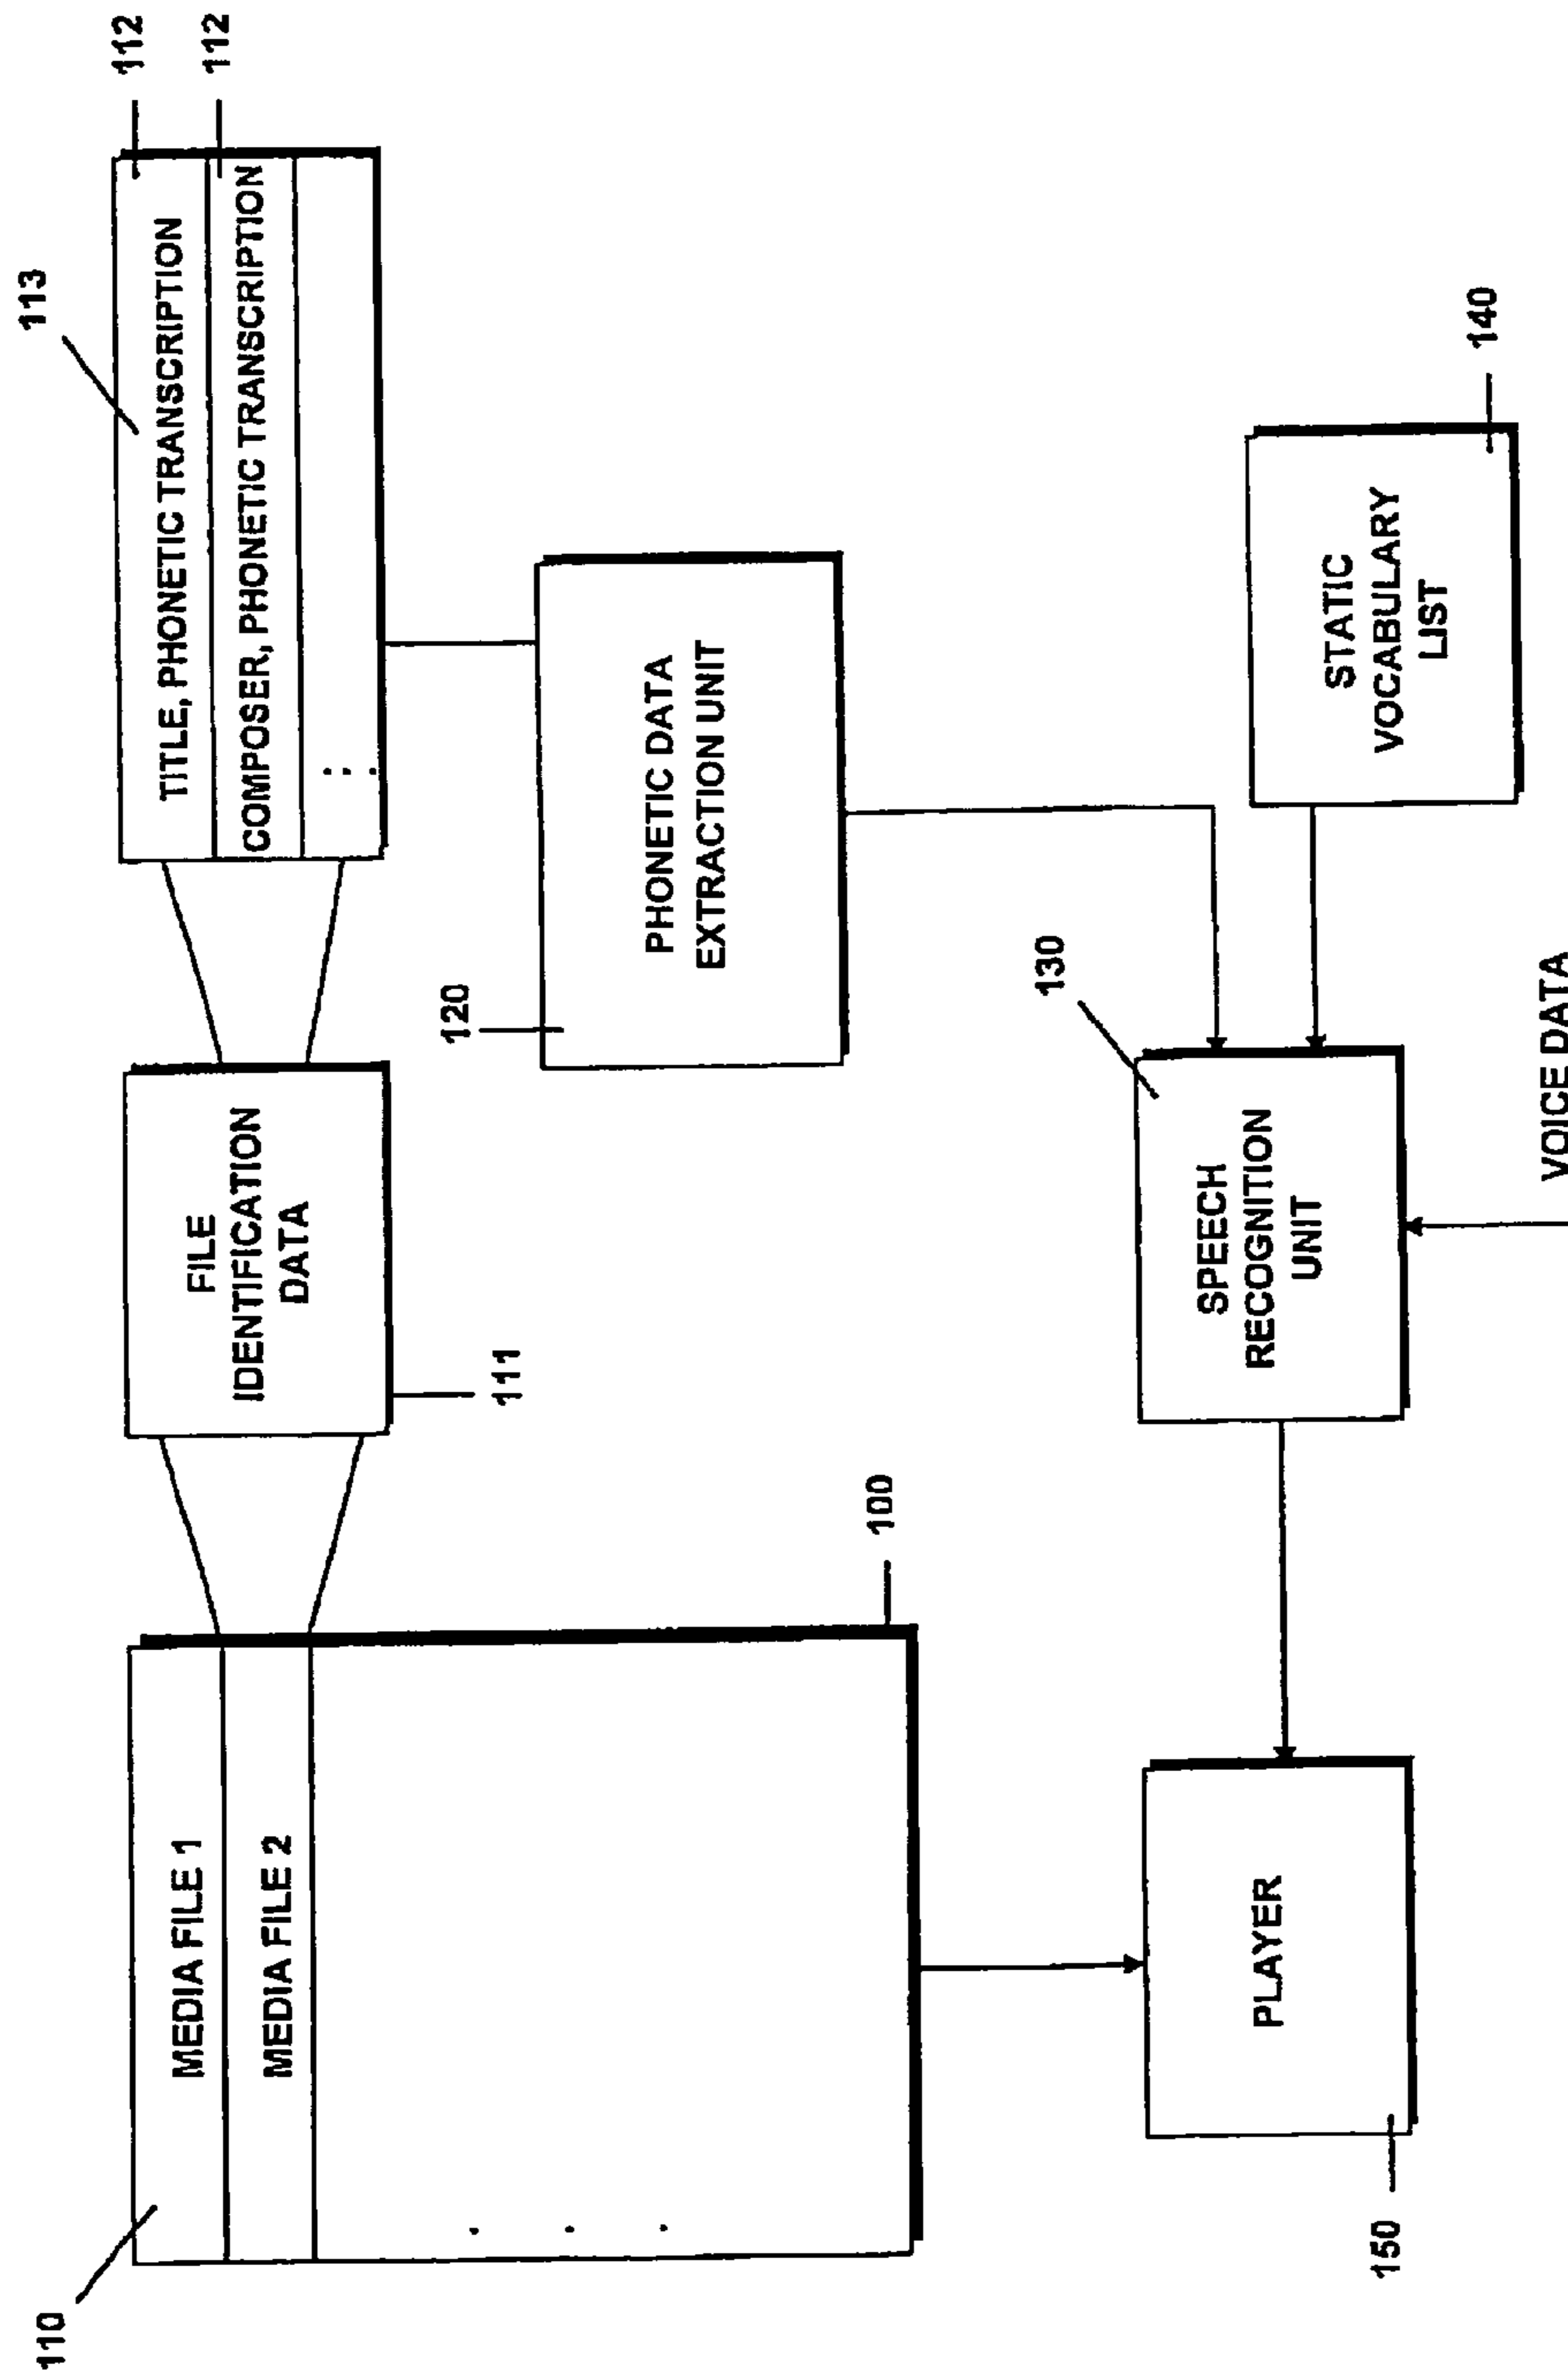 110
MEDIA FILE 1
MEDIA FILE 2
.
.
.
100
FILE
IDENTIFICATION
DATA
111
113
112
112
TITLE, PHONETIC TRANSCRIPTION
COMPOSER, PHONETIC TRANSCRIPTION
:
.
120
PHONETIC DATA
EXTRACTION UNIT
150
PLAYER
130
SPEECH
RECOGNITION
UNIT
140
STATIC
VOCABULARY
LIST
VOICE DATA